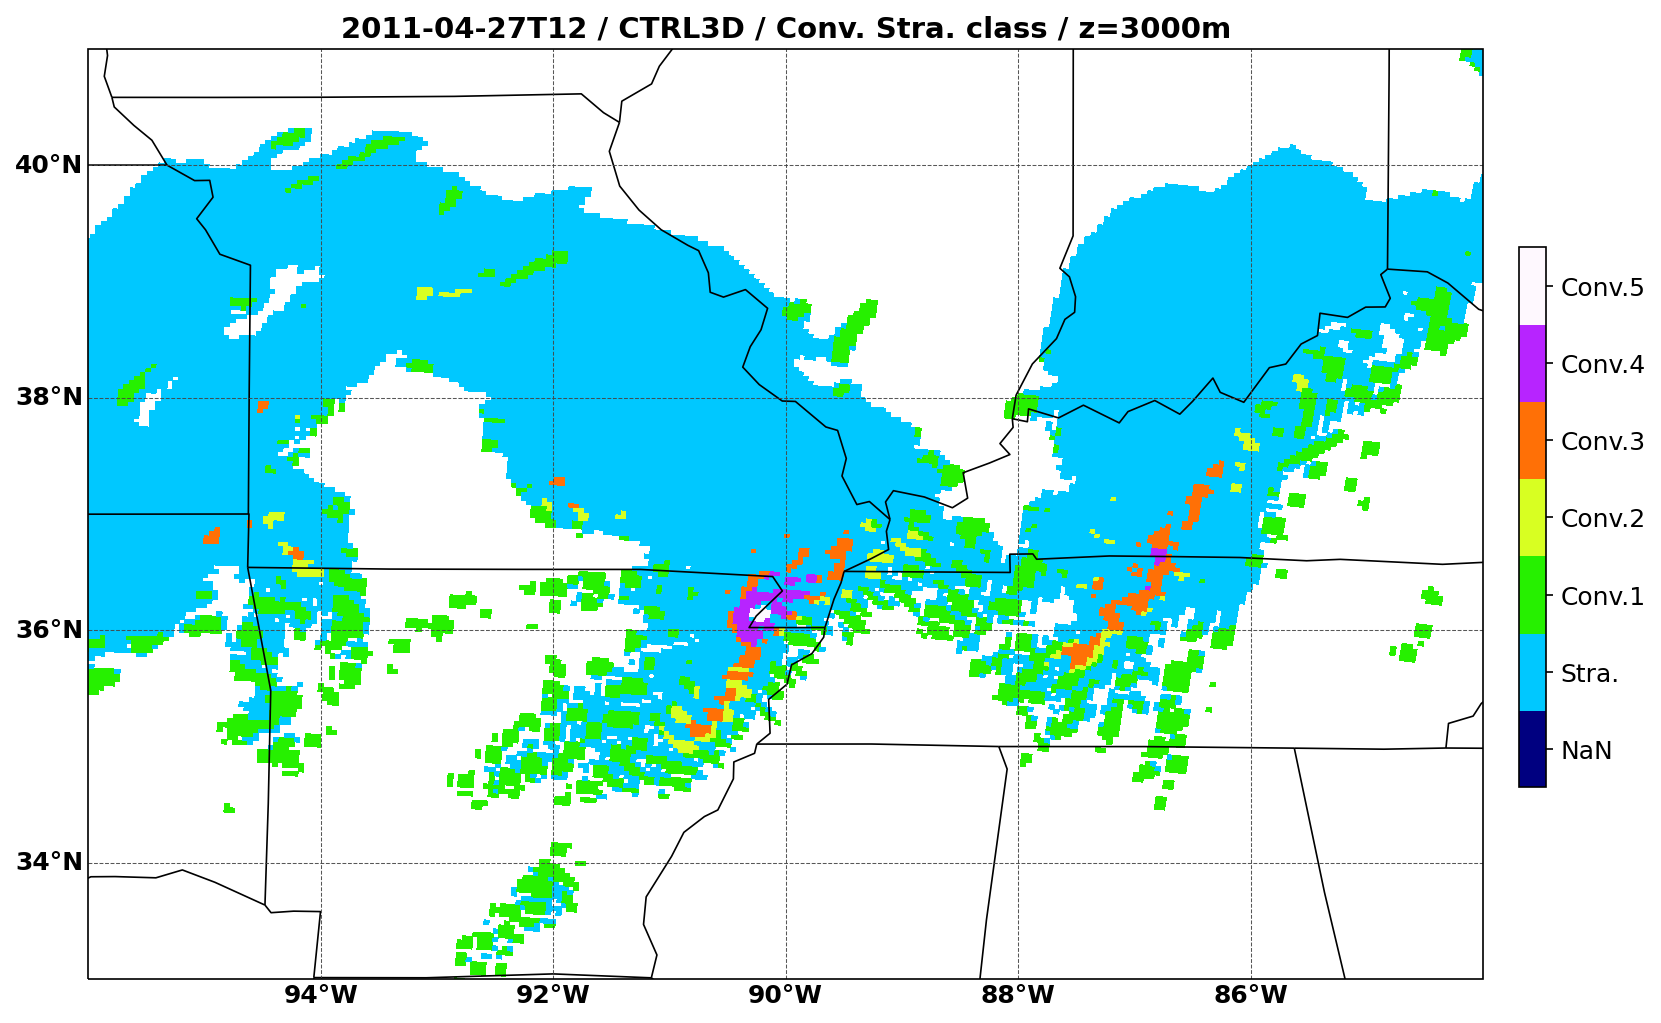 2011-04-27T12 / CTRL3D / Conv. Stra. class / z=3000m
40°N
38°N
36°N
34°N
94°W
92°W
90°W
88°W
86°W
Conv.5
Conv.4
Conv.3
Conv.2
Conv.1
Stra.
NaN